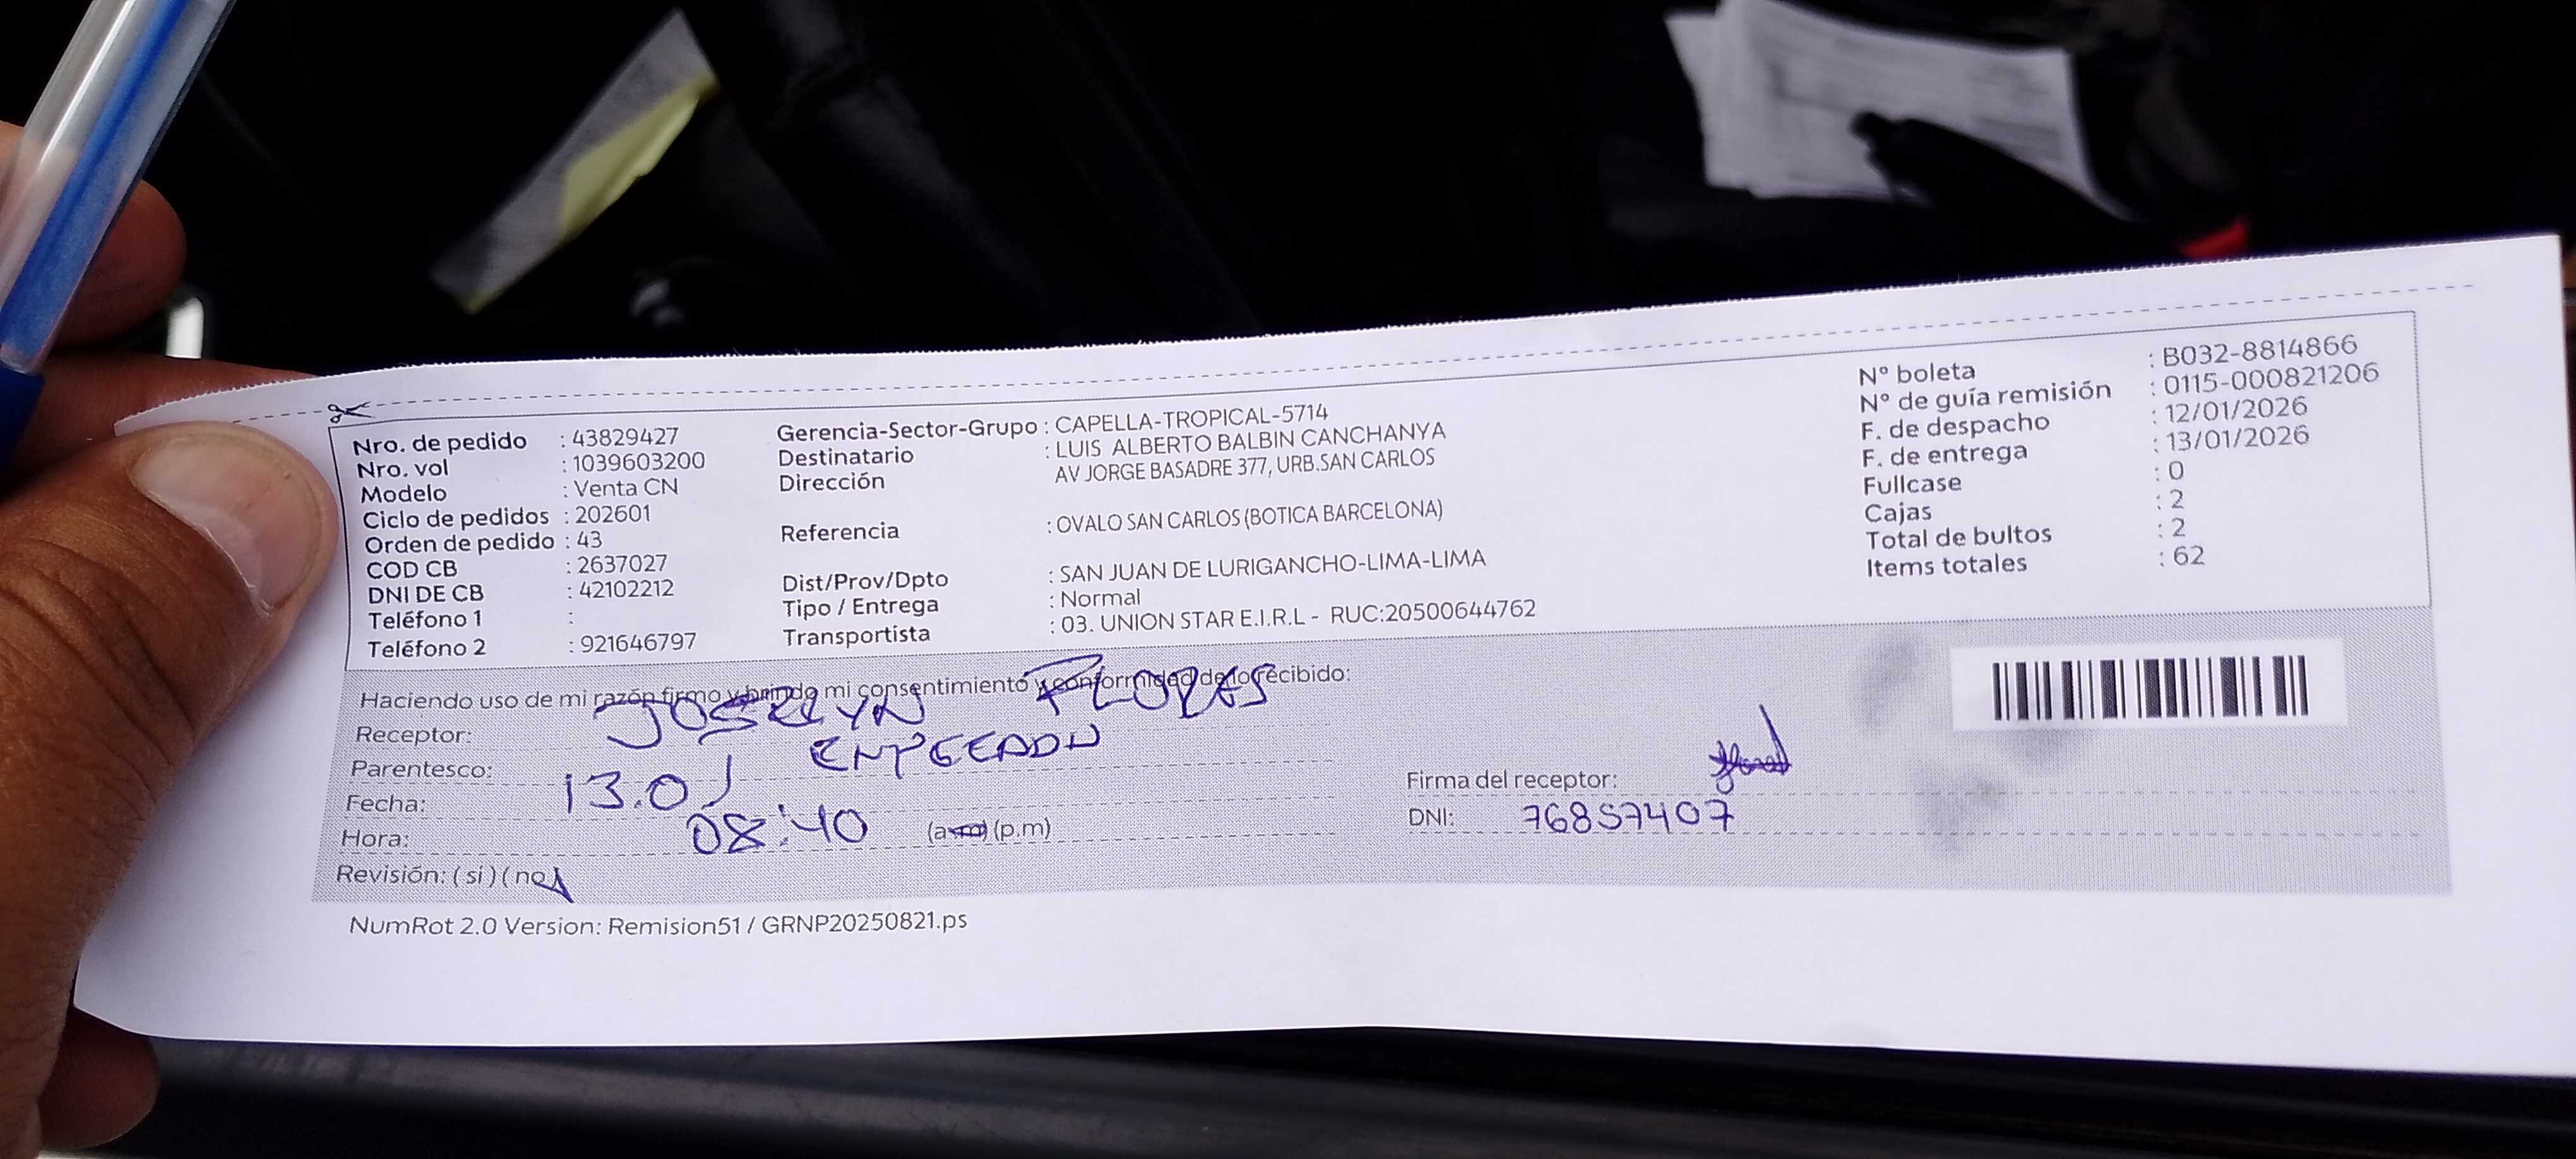 Nro. de pedido : 43829427
Nro. vol : 1039603200
Modelo : Venta CN
Ciclo de pedidos : 202601
Orden de pedido : 43
COD CB : 2637027
DNI DE CB : 42102212
Teléfono 1 :
Teléfono 2 : 921646797
Gerencia-Sector-Grupo : CAPELLA-TROPICAL-5714
Destinatario : LUIS ALBERTO BALBIN CANCHANYA
Dirección AV JORGE BASADRE 377, URB.SAN CARLOS
Referencia : OVALO SAN CARLOS (BOTICA BARCELONA)
Dist/Prov/Dpto : SAN JUAN DE LURIGANCHO-LIMA-LIMA
Tipo / Entrega : Normal
Transportista : 03. UNION STAR E.I.R.L - RUC:20500644762
N° boleta : B032-8814866
N° de guía remisión : 0115-000821206
F. de despacho : 12/01/2026
F. de entrega : 13/01/2026
Fullcase : 0
Cajas : 2
Total de bultos : 2
Items totales : 62
Haciendo uso de mi razón firmo y brindo mi consentimiento y conformidad de lo recibido:
Receptor: JOSELYN FLORES
Parentesco:
Fecha: 13.01
Hora: 08:40 (a.m) (p.m)
Revisión: ( si ) ( no )
Firma del receptor:
DNI: 76857407
NumRot 2.0 Version: Remision51 / GRNP20250821.ps